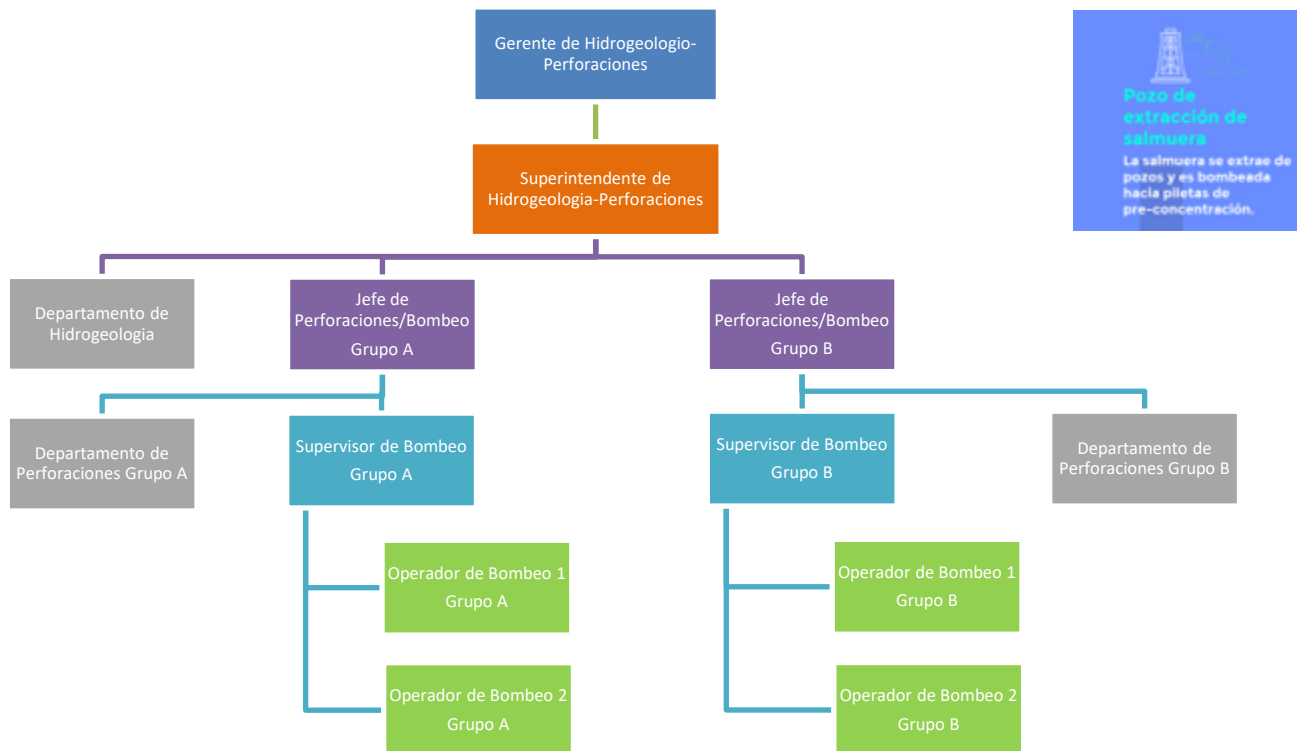 Gerente de Hidrogeologio-
Perforaciones
Pozo de
extracción de
salmuera
La salmuera se extrae de
pozos y es bombeada
hacia piletas de
pre-concentración.
Superintendente de
Hidrogeologia-Perforaciones
Departamento de
Hidrogeologia
Jefe de
Perforaciones/Bombeo
Grupo A
Jefe de
Perforaciones/Bombeo
Grupo B
Departamento de
Perforaciones Grupo A
Supervisor de Bombeo
Grupo A
Supervisor de Bombeo
Grupo B
Departamento de
Perforaciones Grupo B
Operador de Bombeo 1
Grupo A
Operador de Bombeo 1
Grupo B
Operador de Bombeo 2
Grupo A
Operador de Bombeo 2
Grupo B